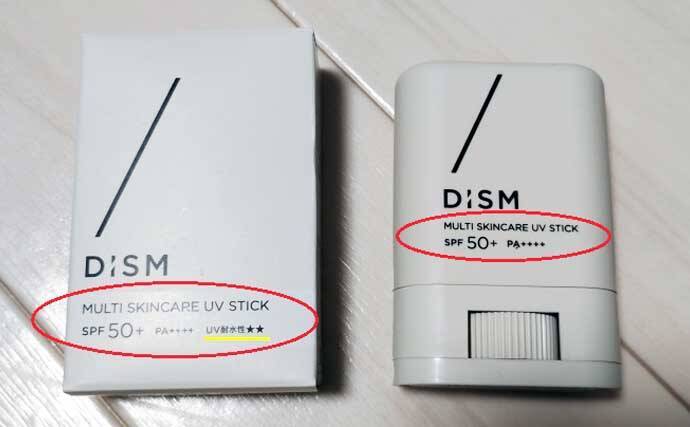 DISM
MULTI SKINCARE UV STICK
SPF 50+ PA++++ UV耐水性★★
DISM
MULTI SKINCARE UV STICK
SPF 50+ PA++++